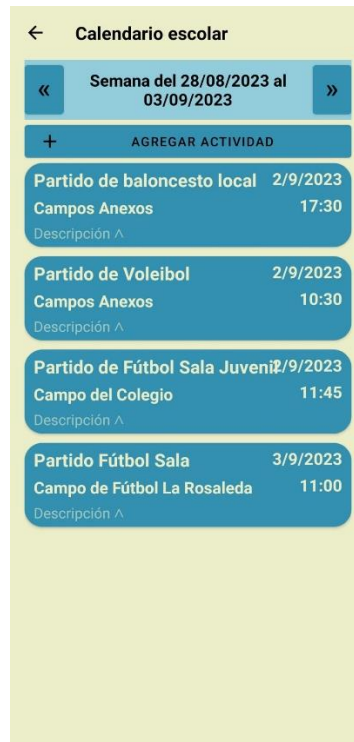 ← Calendario escolar
« Semana del 28/08/2023 al »
03/09/2023
+ AGREGAR ACTIVIDAD
Partido de baloncesto local 2/9/2023
Campos Anexos 17:30
Descripción ˄
Partido de Voleibol 2/9/2023
Campos Anexos 10:30
Descripción ˄
Partido de Fútbol Sala Juvenil 2/9/2023
Campo del Colegio 11:45
Descripción ˄
Partido Fútbol Sala 3/9/2023
Campo de Fútbol La Rosaleda 11:00
Descripción ˄